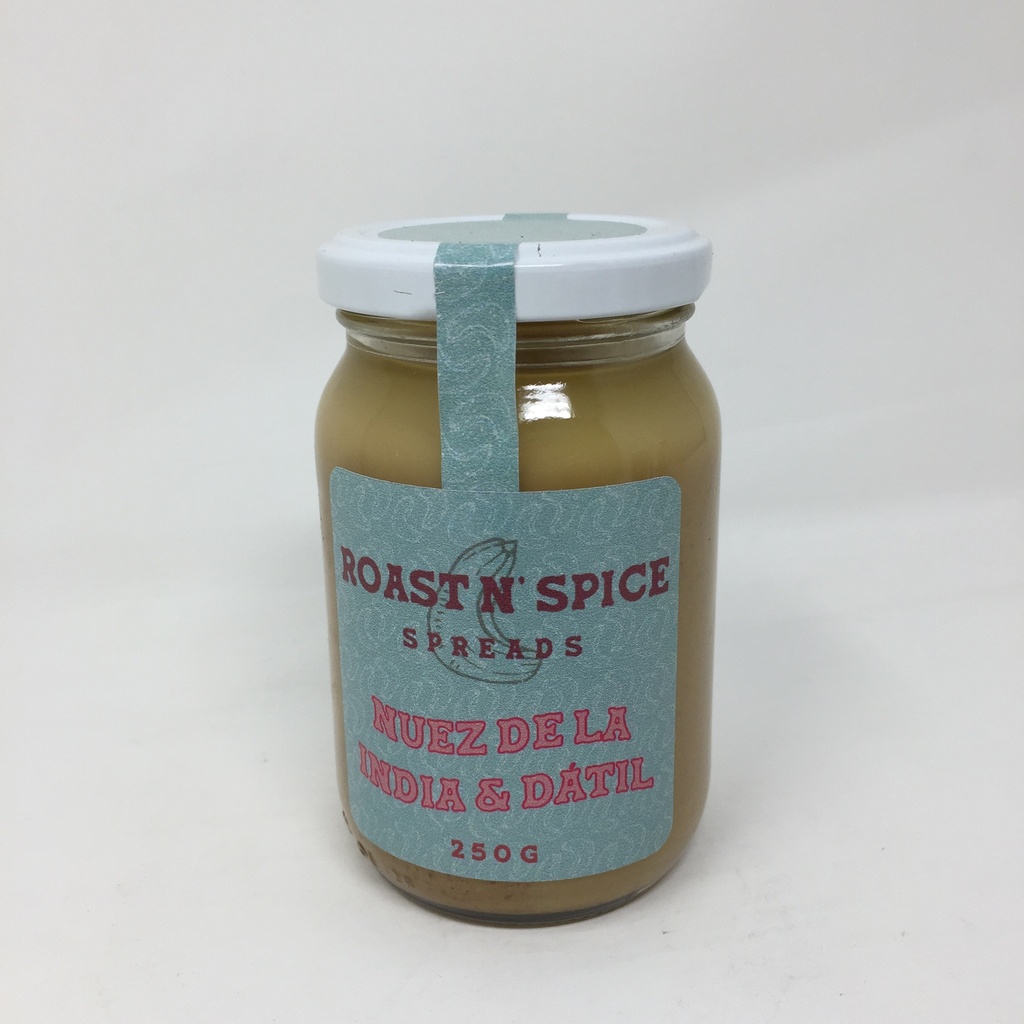 ROAST N' SPICE
SPREADS
NUEZ DE LA
INDIA & DÁTIL
250G